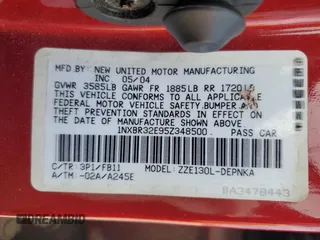 MFD BY: NEW UNITED MOTOR MANUFACTURING
INC 05/04
GVWR 3585LB GAWR FR 1885LB RR 1720LB
THIS VEHICLE CONFORMS TO ALL APPLICABLE
FEDERAL MOTOR VEHICLE SAFETY, BUMPER, AND
THEFT PREVENTION STANDARDS IN EFFECT ON
THE DATE OF MANUFACTURE SHOWN ABOVE.
1NXBR32E95Z348500 PASS CAR
C/TR: 3P1/FB11 MODEL: ZZE130L-DEPNKA
A/TM: -02A/A245E
0A3478443